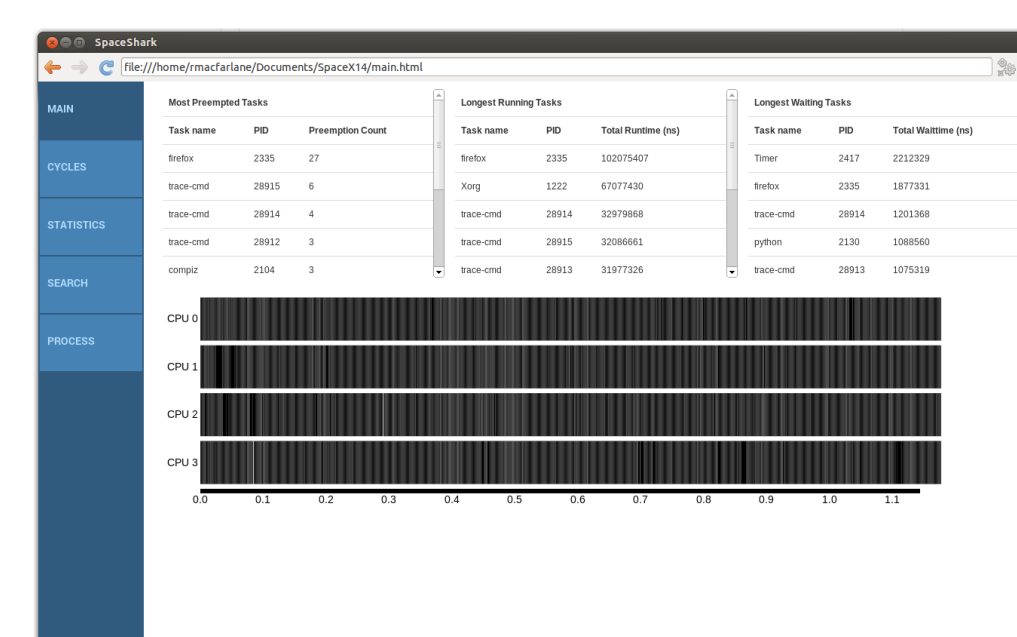 SpaceShark
file:///home/rmacfarlane/Documents/SpaceX14/main.html
MAIN
CYCLES
STATISTICS
SEARCH
PROCESS
Most Preempted Tasks
Task name PID Preemption Count
firefox 2335 27
trace-cmd 28915 6
trace-cmd 28914 4
trace-cmd 28912 3
compiz 2104 3
Longest Running Tasks
Task name PID Total Runtime (ns)
firefox 2335 102075407
Xorg 1222 67077430
trace-cmd 28914 32979868
trace-cmd 28915 32086661
trace-cmd 28913 31977326
Longest Waiting Tasks
Task name PID Total Waittime (ns)
Timer 2417 2212329
firefox 2335 1877331
trace-cmd 28914 1201368
python 2130 1088560
trace-cmd 28913 1075319
CPU 0
CPU 1
CPU 2
CPU 3
0.0 0.1 0.2 0.3 0.4 0.5 0.6 0.7 0.8 0.9 1.0 1.1